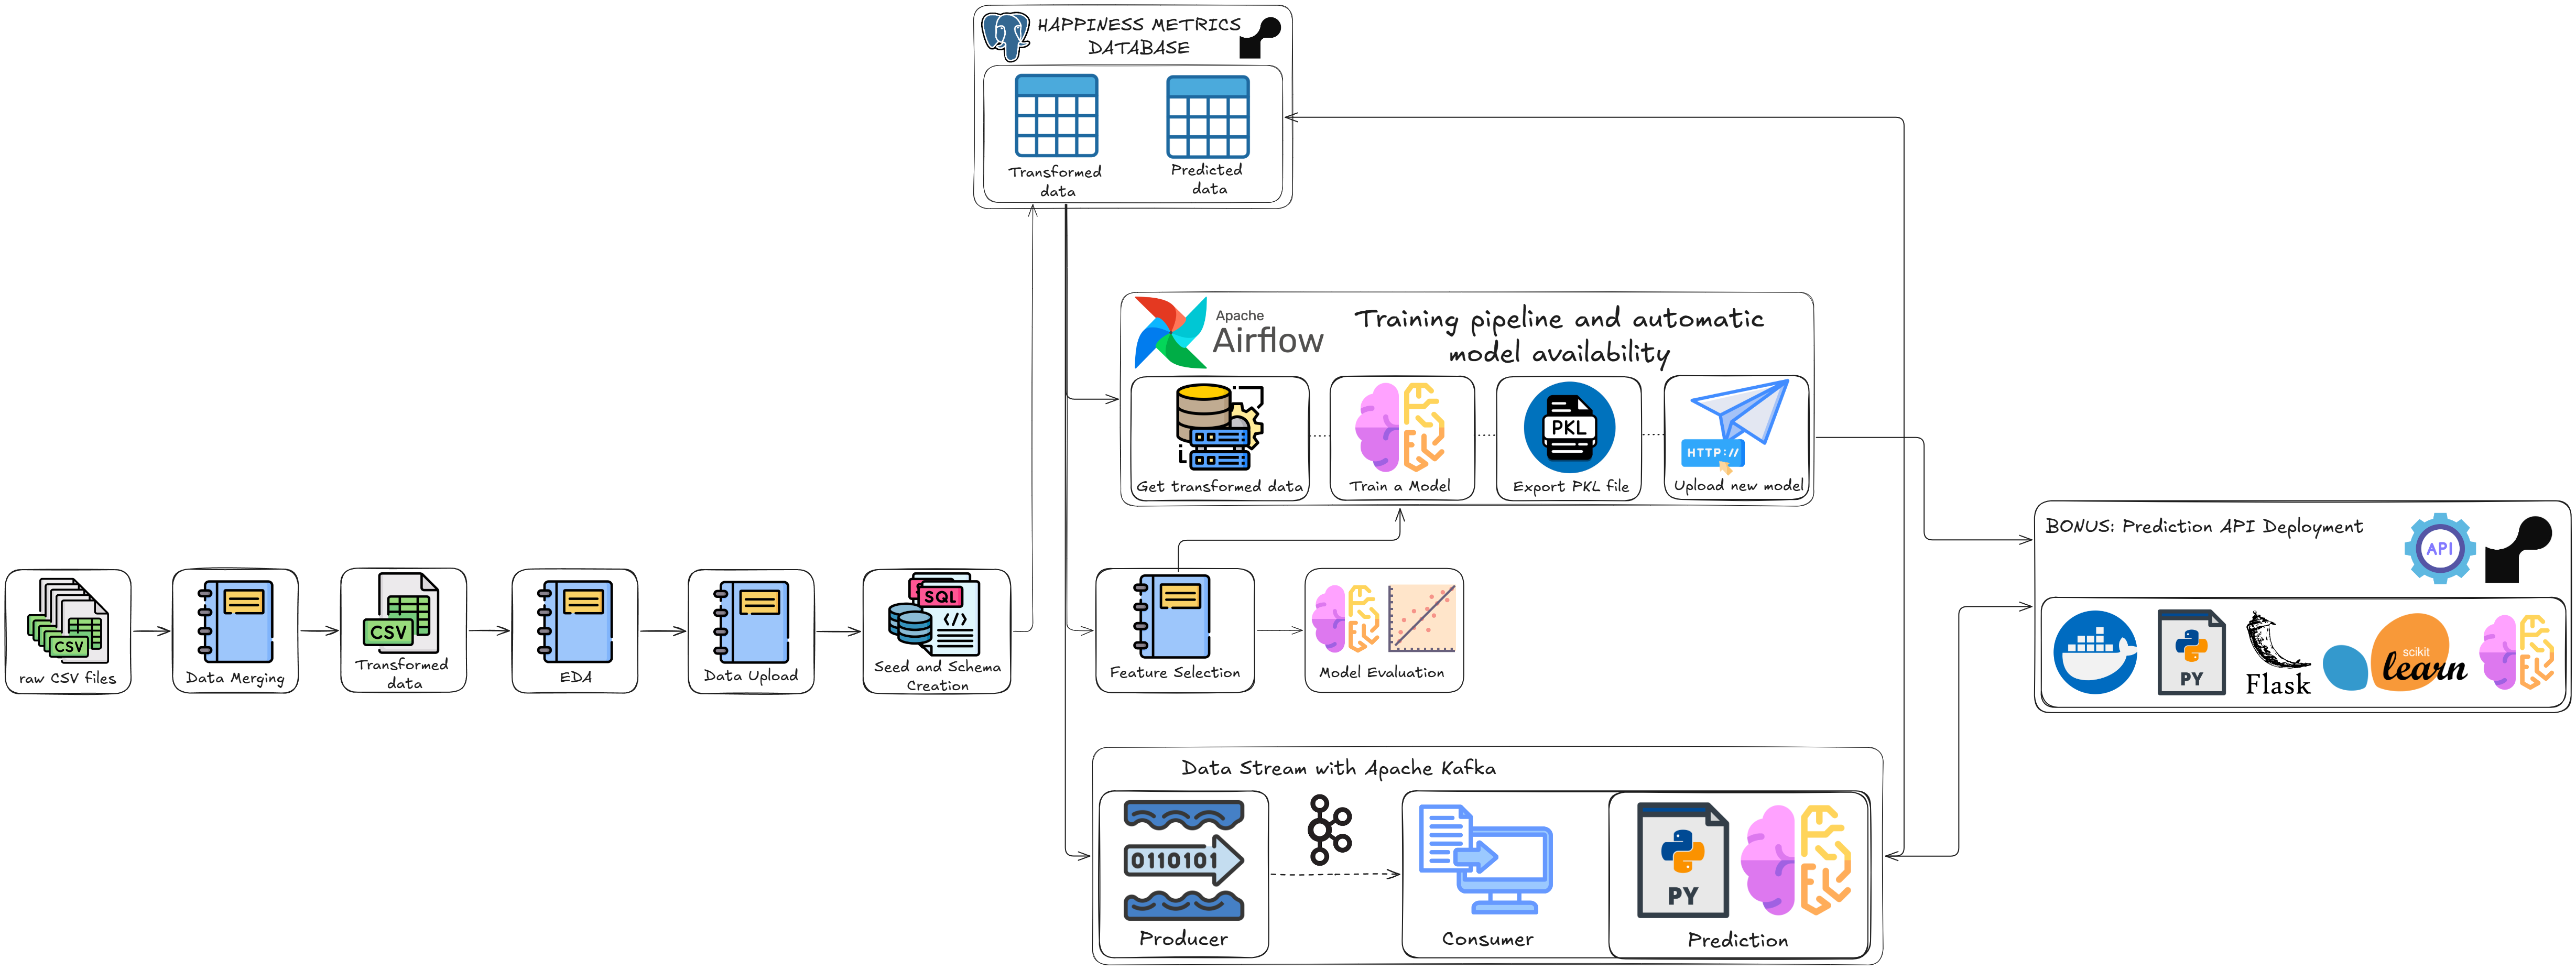 HAPPINESS METRICS
DATABASE
Transformed
data
Predicted
data
Apache
Airflow
Training pipeline and automatic
model availability
PKL
HTTP://
Get transformed data
Train a Model
Export PKL file
Upload new model
BONUS: Prediction API Deployment
API
PY
Flask
scikit
learn
CSV
raw CSV files
Data Merging
CSV
Transformed
data
EDA
Data Upload
SQL
</>
Seed and Schema
Creation
Feature Selection
Model Evaluation
Data Stream with Apache Kafka
0110101
Producer
Consumer
PY
Prediction